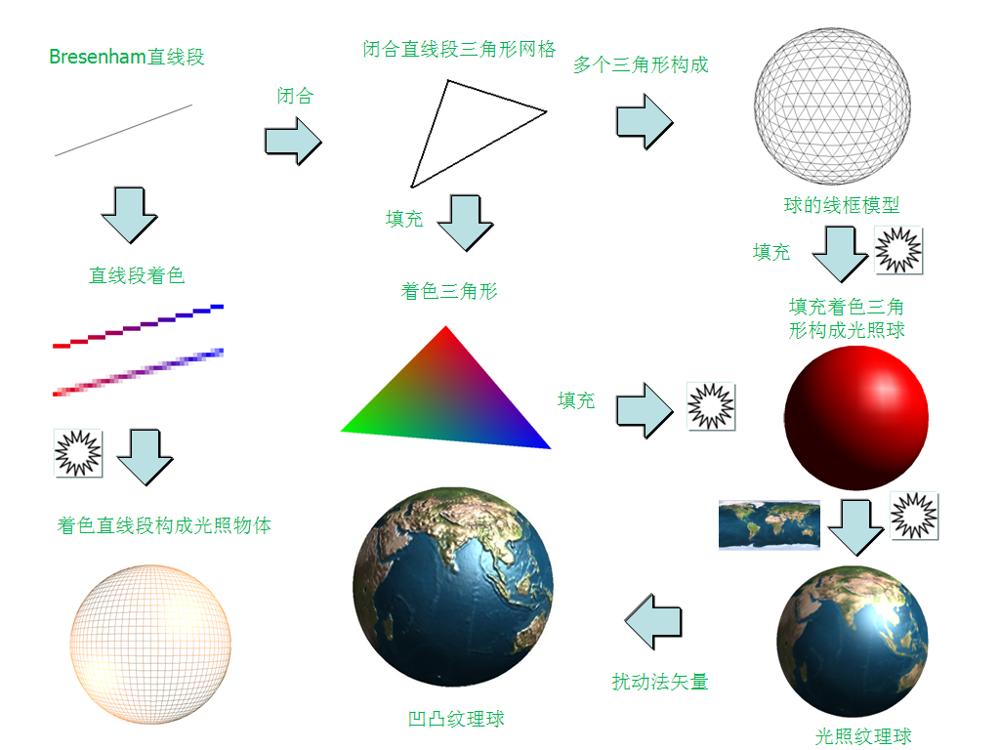 Bresenham直线段
闭合直线段三角形网格
多个三角形构成
闭合
球的线框模型
填充
填充
直线段着色
着色三角形
填充着色三角
形构成光照球
填充
着色直线段构成光照物体
扰动法矢量
凹凸纹理球
光照纹理球